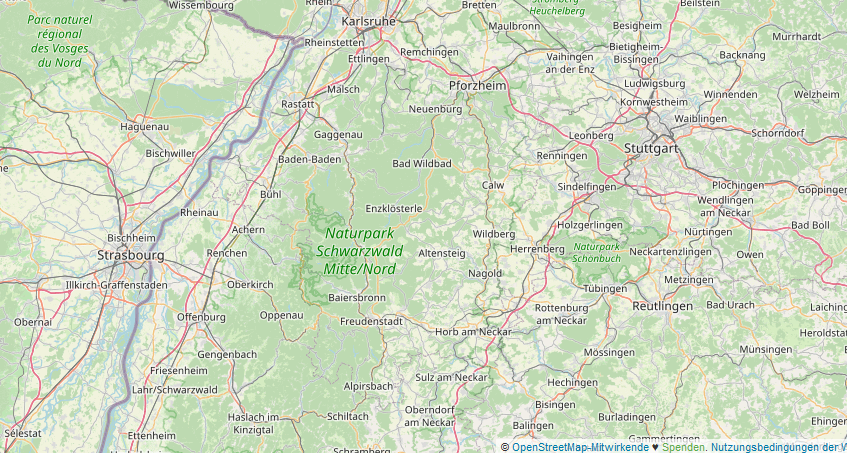 Wissembourg
Rhein
Karlsruhe
Bretten
Stromberg
Heuchelberg
Beilstein
Parc naturel
régional
des Vosges
du Nord
Rheinstetten
Maulbronn
Besigheim
Murrhardt
Ettlingen
Remchingen
Vaihingen
an der Enz
Bietigheim
Bissingen
Backnang
Malsch
Pforzheim
Ludwigsburg
Rastatt
Neuenburg
Kornwestheim
Winnenden
Welzheim
Haguenau
Gaggenau
Leonberg
Waiblingen
Schorndorf
Bischwiller
Baden-Baden
Bad Wildbad
Renningen
Stuttgart
Bühl
Calw
Sindelfingen
Plochingen
Göppingen
Rheinau
Enzklösterle
Wendlingen
am Neckar
Achern
Naturpark
Schwarzwald
Mitte/Nord
Wildberg
Holzgerlingen
Nürtingen
Bad Boll
Bischheim
Strasbourg
Renchen
Altensteig
Herrenberg
Naturpark
Schönbuch
Neckartenzlingen
Owen
Illkirch-Graffenstaden
Oberkirch
Nagold
Tübingen
Metzingen
Baiersbronn
Rottenburg
am Neckar
Reutlingen
Bad Urach
Laiching
Obernai
Offenburg
Oppenau
Freudenstadt
Horb am Neckar
Heroldstat
Gengenbach
Mössingen
Münsingen
Friesenheim
Lahr/Schwarzwald
Alpirsbach
Sulz am Neckar
Hechingen
Sélestat
Ettenheim
Haslach im
Kinzigtal
Schiltach
Oberndorf
am Neckar
Bisingen
Balingen
Burladingen
Ehingen
Schramberg
Gammertingen
© OpenStreetMap-Mitwirkende ♥ Spenden. Nutzungsbedingungen der W